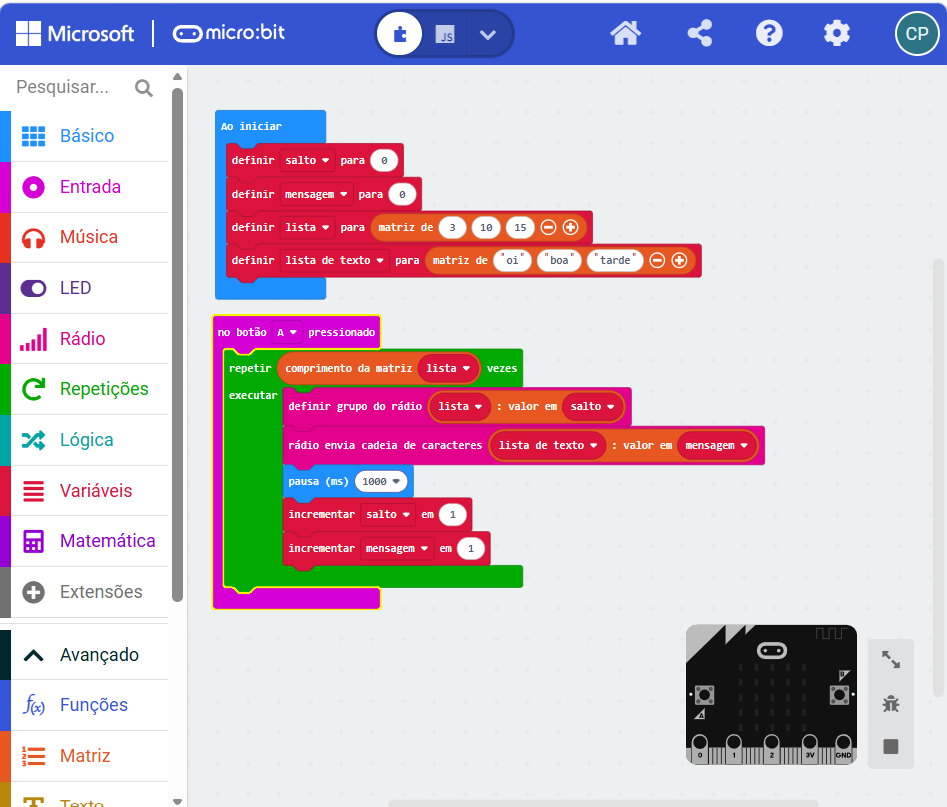 Microsoft micro:bit JS CP
Pesquisar...
Básico
Entrada
Música
LED
Rádio
Repetições
Lógica
Variáveis
Matemática
Extensões
Avançado
Funções
Matriz
Texto
Ao iniciar
definir salto para 0
definir mensagem para 0
definir lista para matriz de 3 10 15
definir lista de texto para matriz de "oi" "boa" "tarde"
no botão A pressionado
repetir comprimento da matriz lista vezes
executar
definir grupo do rádio lista : valor em salto
rádio envia cadeia de caracteres lista de texto : valor em mensagem
pausa (ms) 1000
incrementar salto em 1
incrementar mensagem em 1
B
A
0 1 2 3V GND